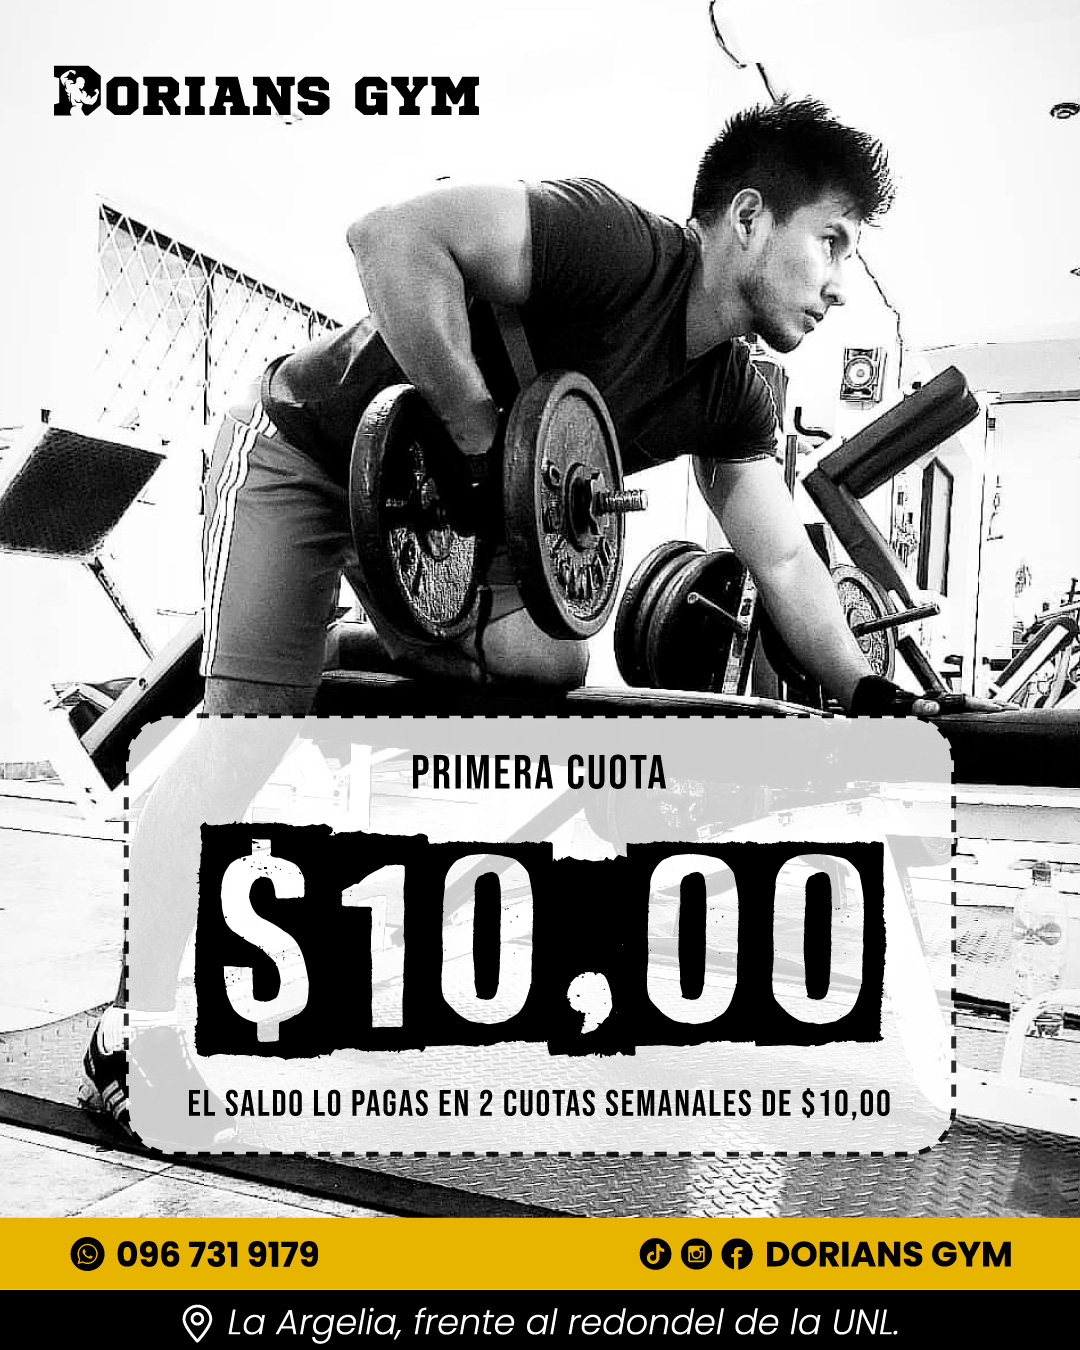 DORIANS GYM
PRIMERA CUOTA
$10,00
EL SALDO LO PAGAS EN 2 CUOTAS SEMANALES DE $10,00
096 731 9179
DORIANS GYM
La Argelia, frente al redondel de la UNL.